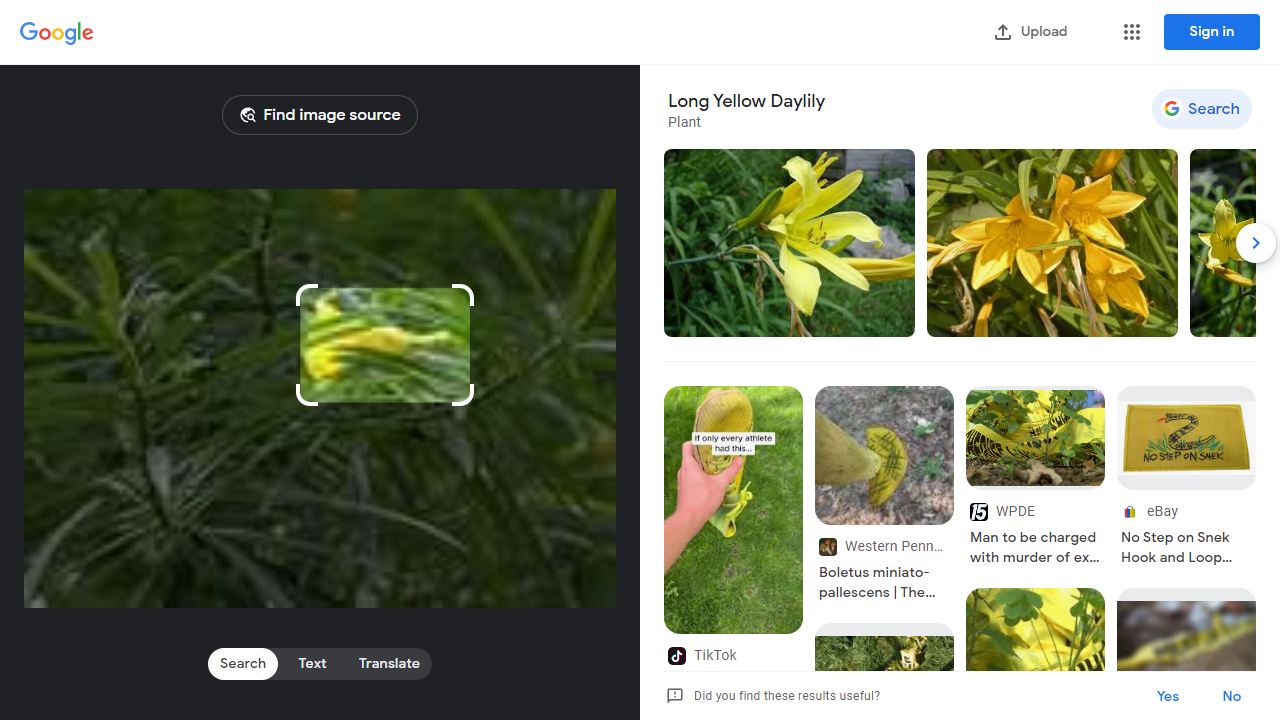 Google
Upload
Sign in
Find image source
Long Yellow Daylily
Plant
Search
If only every athlete
had this...
TikTok
Western Penn...
Boletus miniato-
pallescens | The...
15 WPDE
Man to be charged
with murder of ex...
NO STEP ON SNEK
eBay
No Step on Snek
Hook and Loop...
Search
Text
Translate
Did you find these results useful?
Yes
No